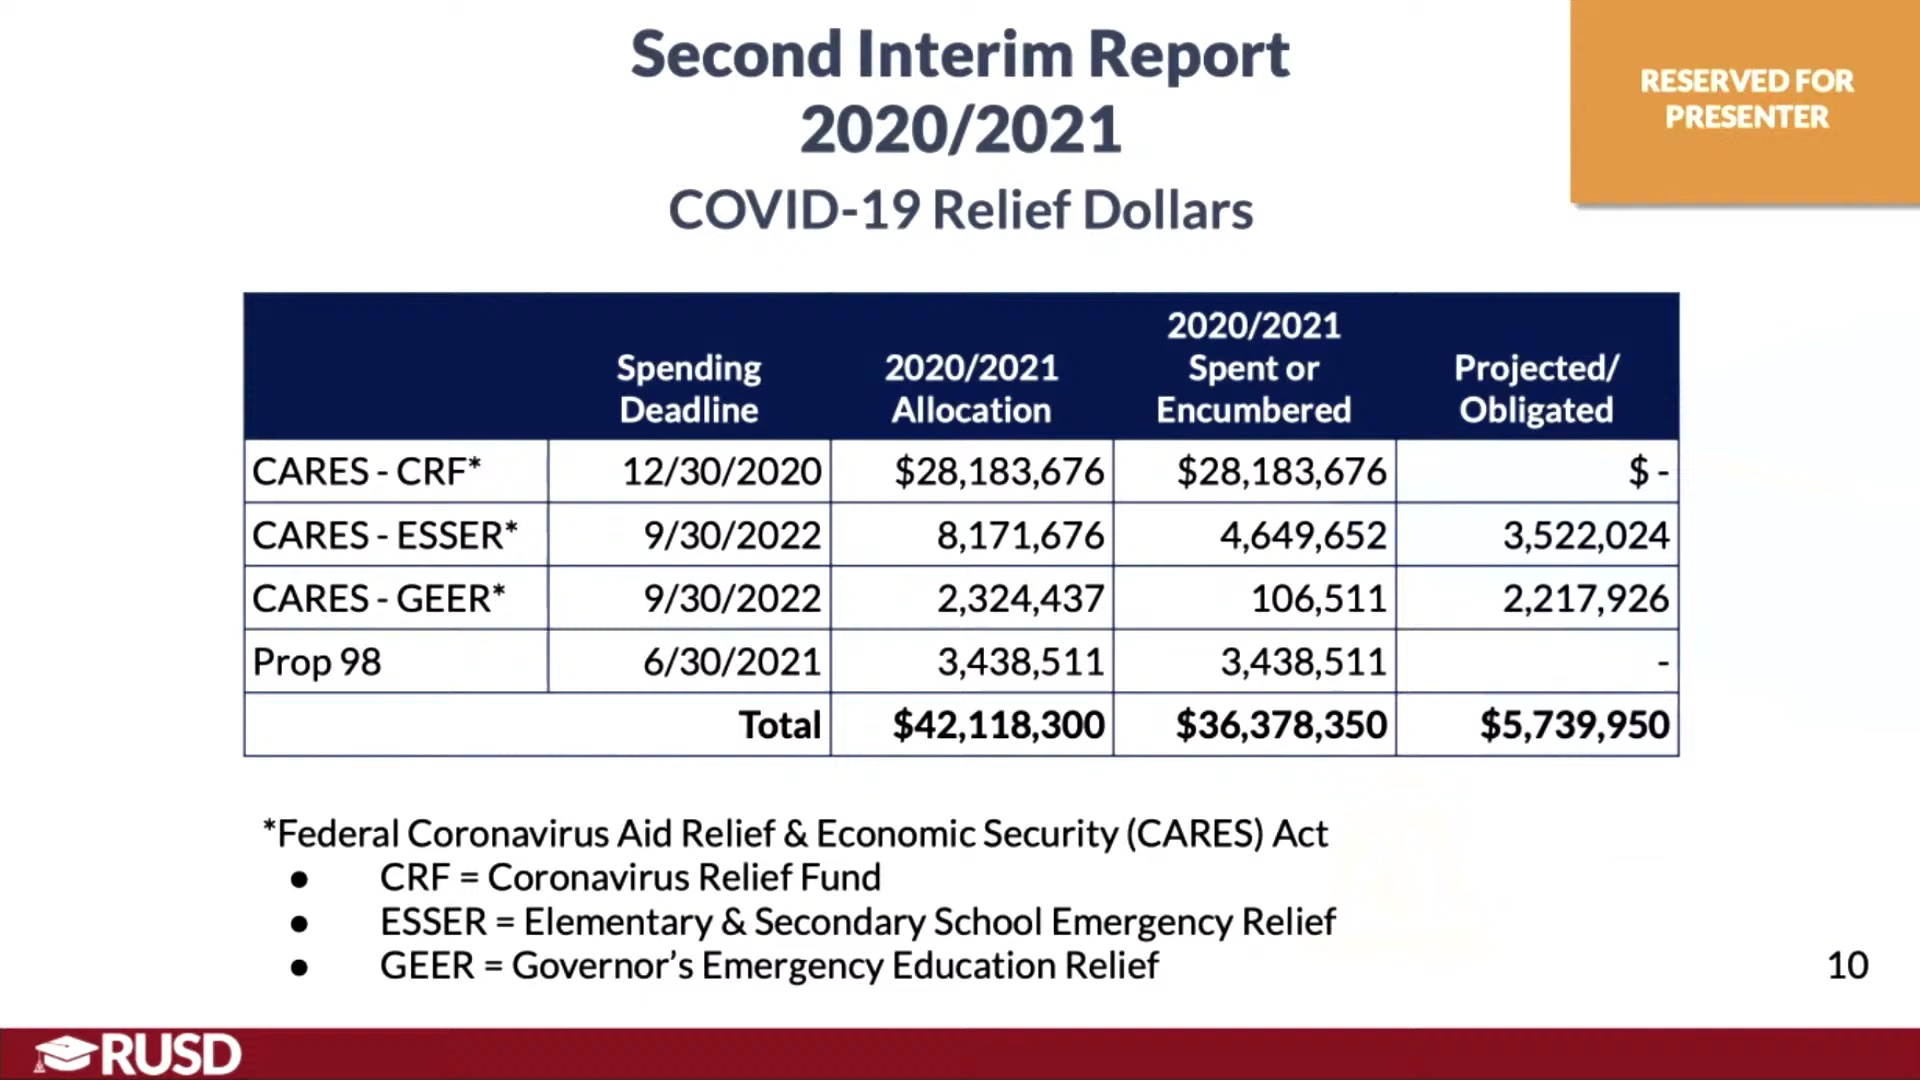 Second Interim Report
2020/2021
COVID-19 Relief Dollars
RESERVED FOR
PRESENTER
Spending Deadline 2020/2021 Allocation 2020/2021 Spent or Encumbered Projected/ Obligated
CARES - CRF* 12/30/2020 $28,183,676 $28,183,676 $ -
CARES - ESSER* 9/30/2022 8,171,676 4,649,652 3,522,024
CARES - GEER* 9/30/2022 2,324,437 106,511 2,217,926
Prop 98 6/30/2021 3,438,511 3,438,511 -
Total $42,118,300 $36,378,350 $5,739,950
*Federal Coronavirus Aid Relief & Economic Security (CARES) Act
● CRF = Coronavirus Relief Fund
● ESSER = Elementary & Secondary School Emergency Relief
● GEER = Governor's Emergency Education Relief
10
RUSD